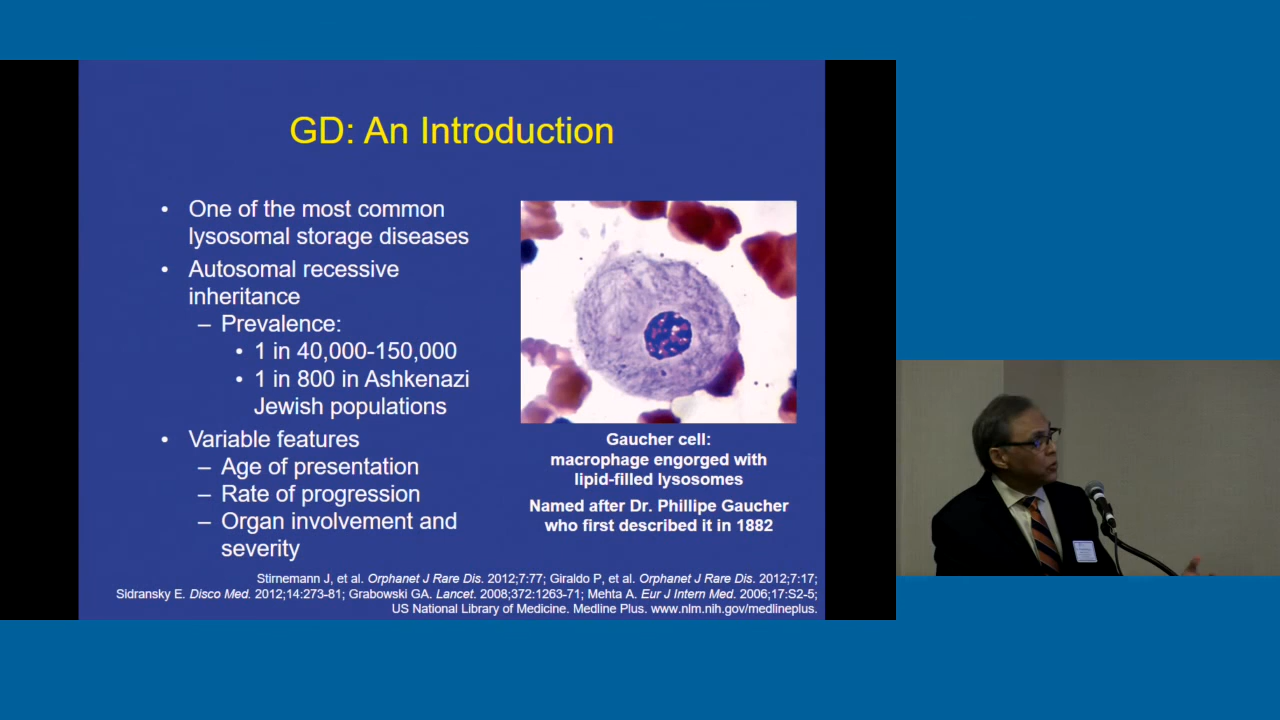 GD: An Introduction
• One of the most common
lysosomal storage diseases
• Autosomal recessive
inheritance
– Prevalence:
• 1 in 40,000-150,000
• 1 in 800 in Ashkenazi
Jewish populations
• Variable features
– Age of presentation
– Rate of progression
– Organ involvement and
severity
Gaucher cell:
macrophage engorged with
lipid-filled lysosomes
Named after Dr. Phillipe Gaucher
who first described it in 1882
Stirnemann J, et al. Orphanet J Rare Dis. 2012;7:77; Giraldo P, et al. Orphanet J Rare Dis. 2012;7:17;
Sidransky E. Disco Med. 2012;14:273-81; Grabowski GA. Lancet. 2008;372:1263-71; Mehta A. Eur J Intern Med. 2006;17:S2-5;
US National Library of Medicine. Medline Plus. www.nlm.nih.gov/medlineplus.